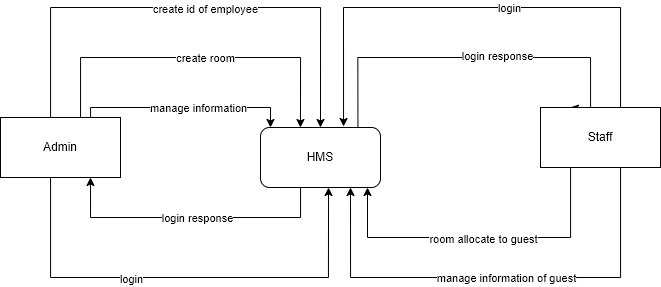 create id of employee
login
create room
login response
manage information
Admin
HMS
Staff
login response
room allocate to guest
login
manage information of guest